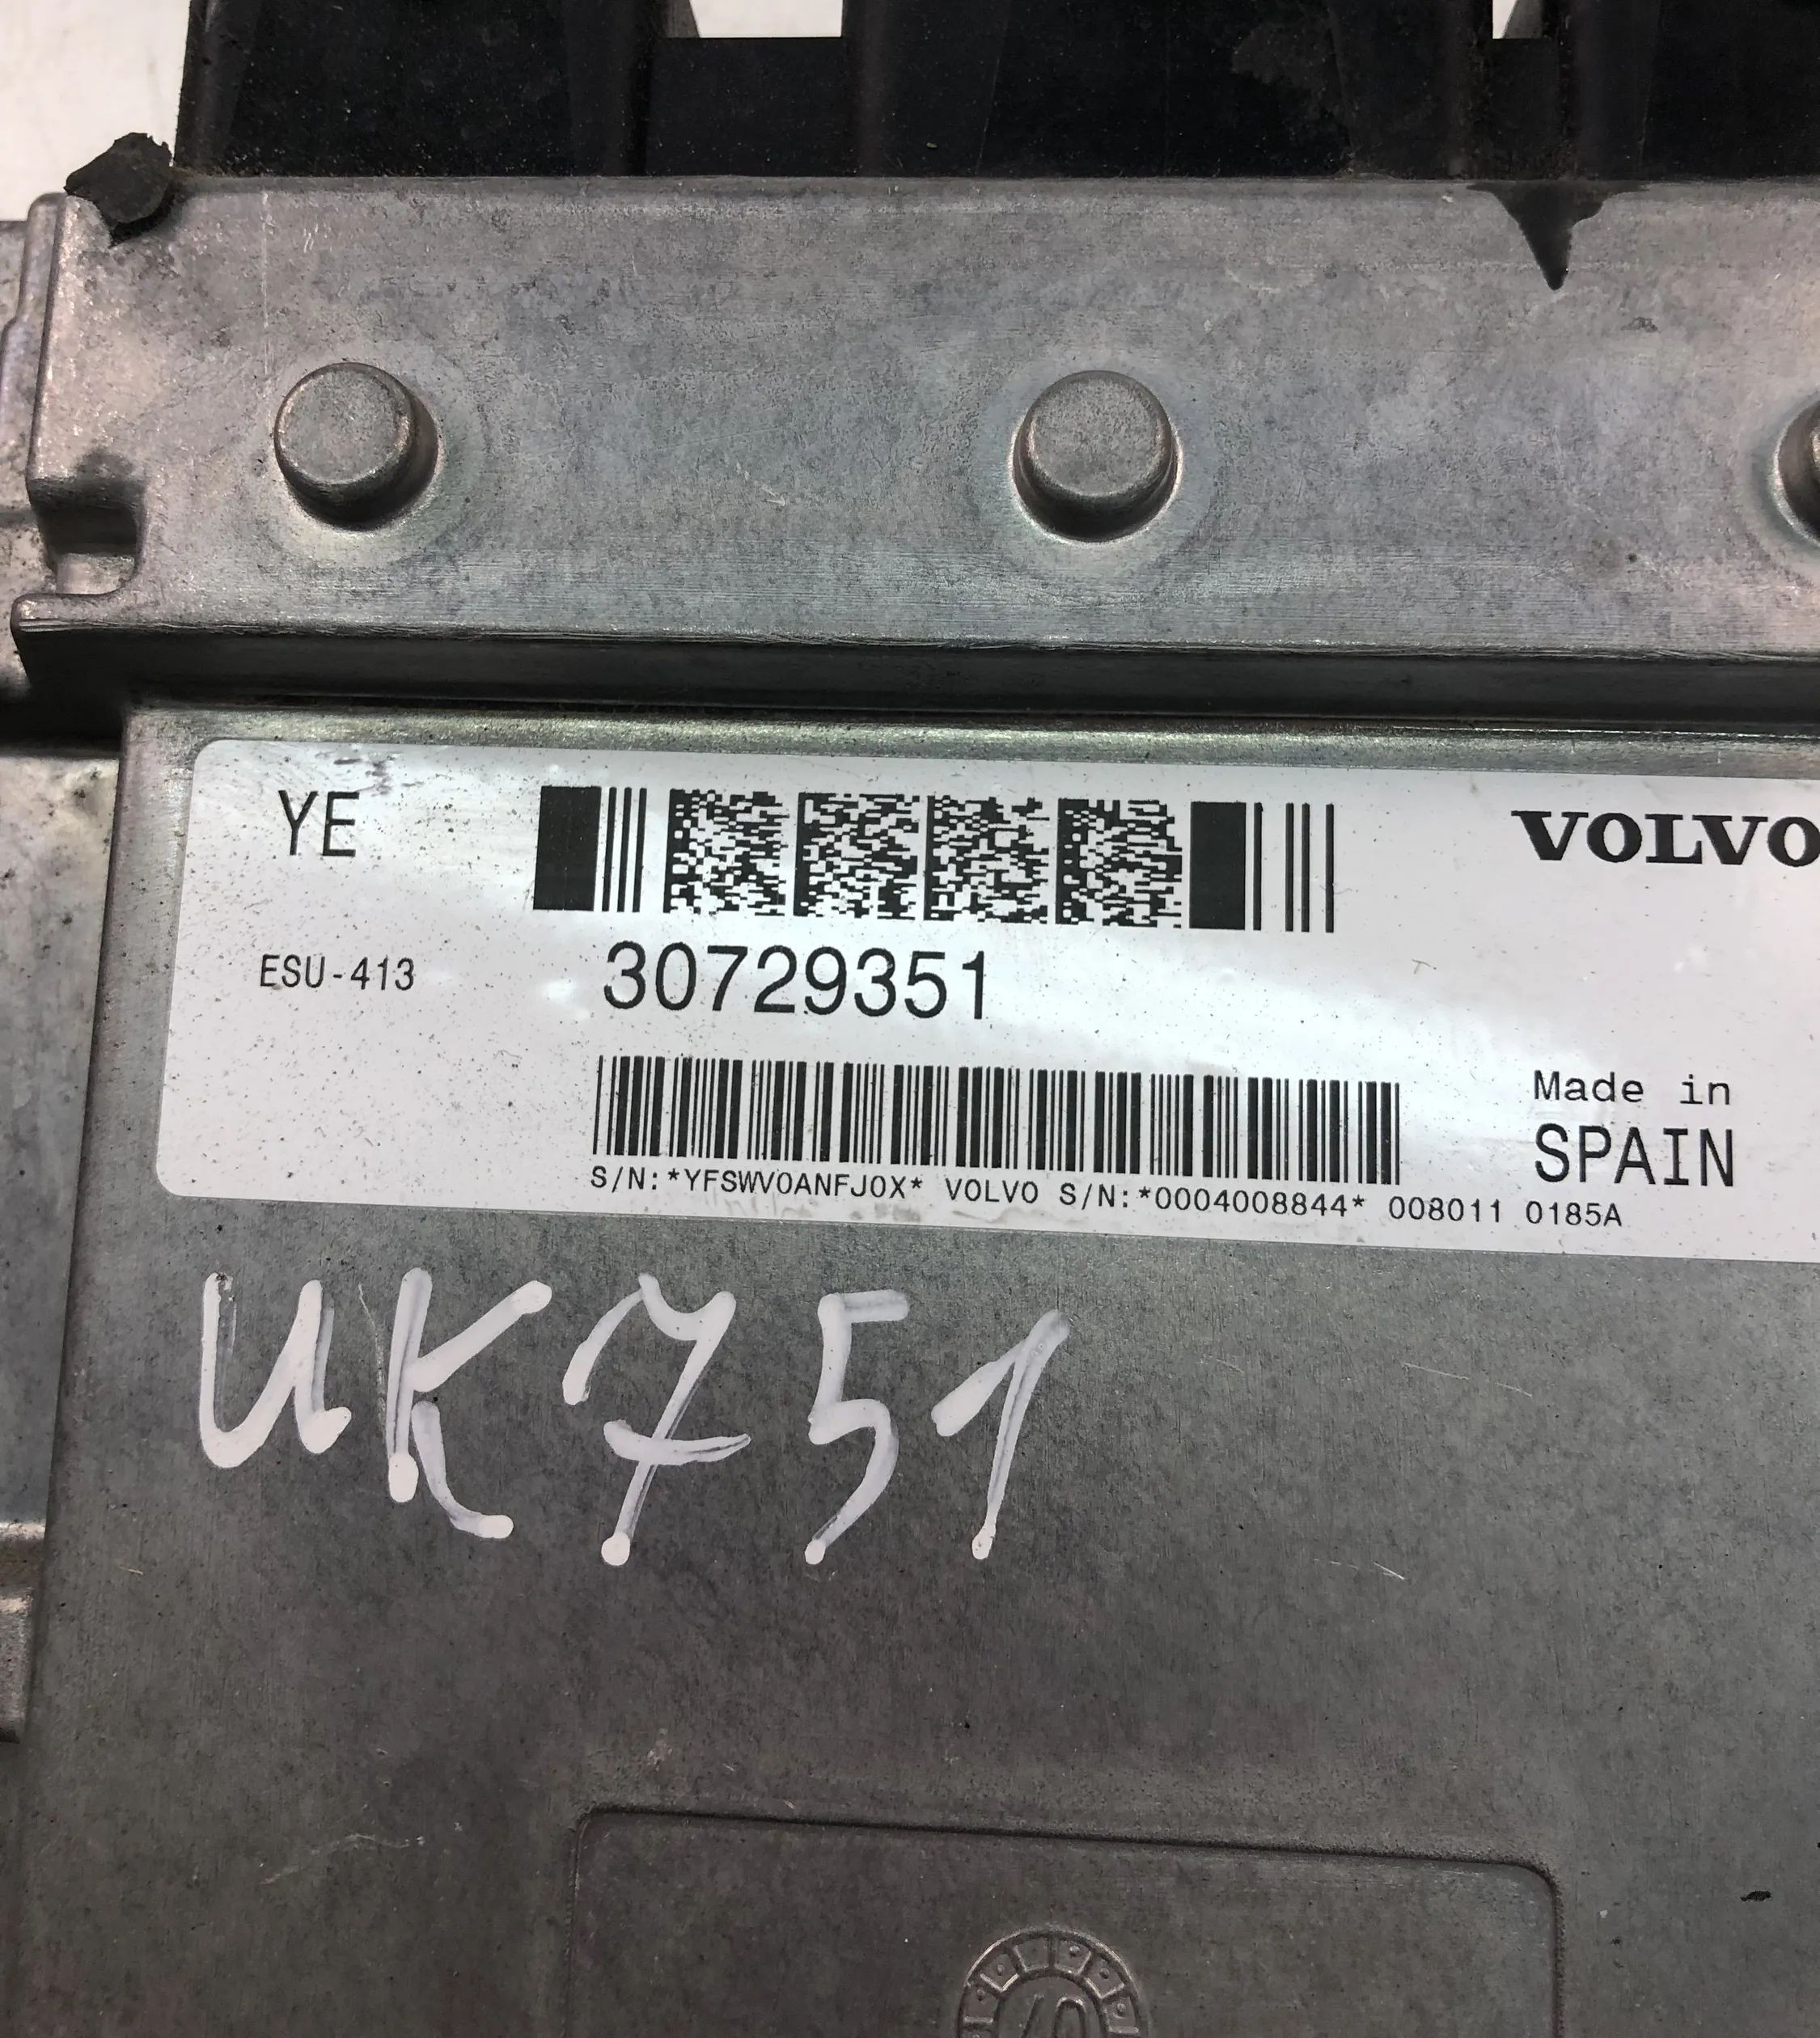 YE
VOLVO
ESU-413
30729351
Made in
SPAIN
S/N:*YFSWV0ANFJ0X* VOLVO S/N:*0004008844* 008011 0185A
UK751